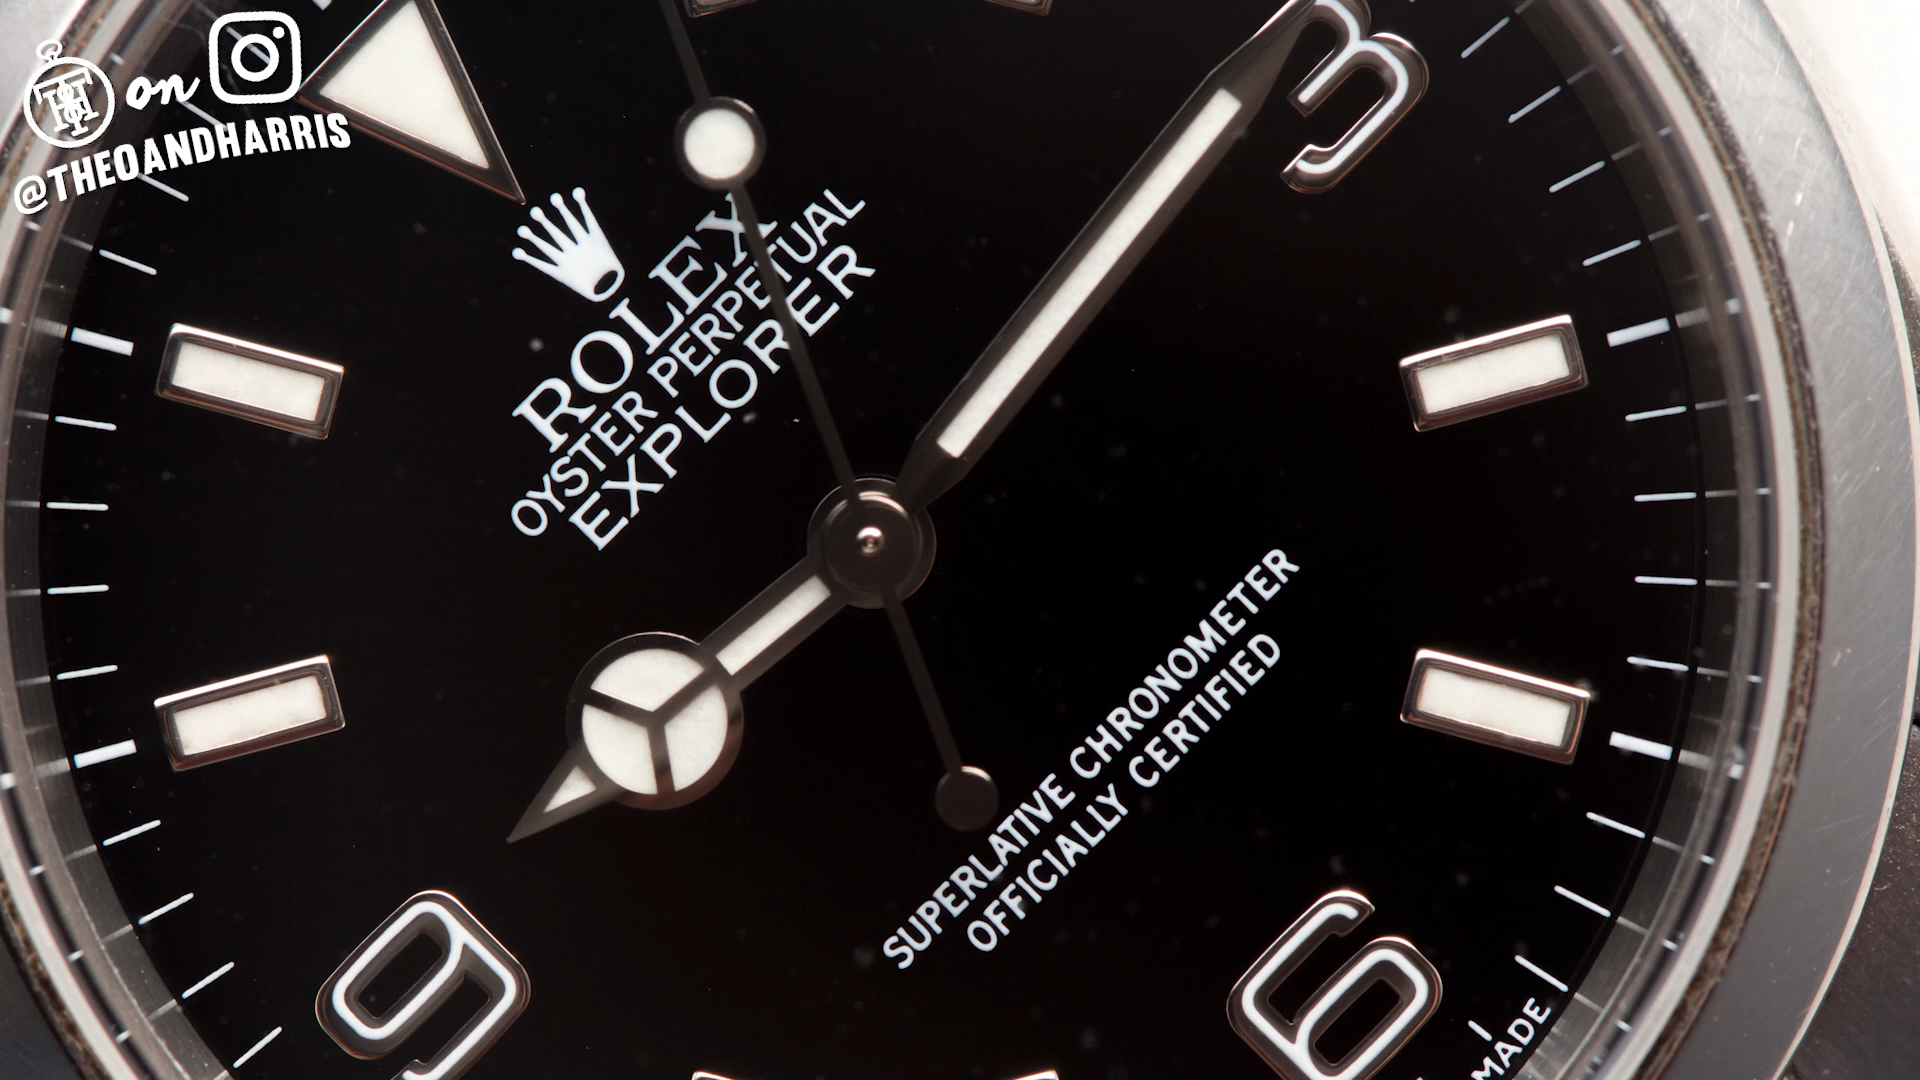 on
@THEOANDHARRIS
3
ROLEX
OYSTER PERPETUAL
EXPLORER
SUPERLATIVE CHRONOMETER
OFFICIALLY CERTIFIED
9
6
MADE